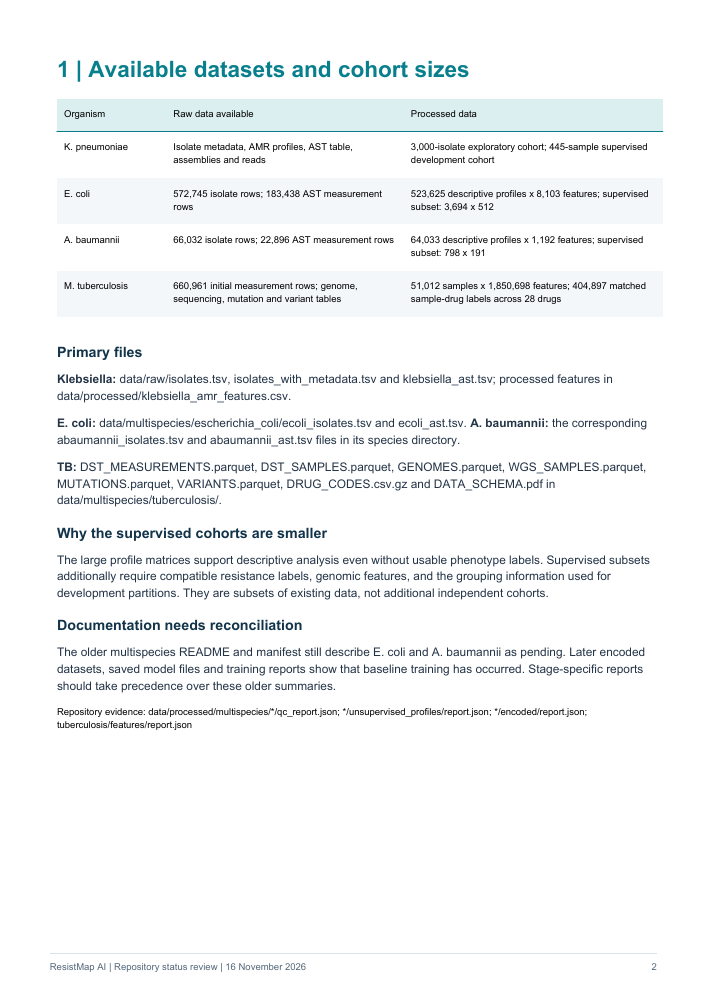 1 | Available datasets and cohort sizes
Organism Raw data available Processed data
K. pneumoniae Isolate metadata, AMR profiles, AST table, 3,000-isolate exploratory cohort; 445-sample supervised
assemblies and reads development cohort
E. coli 572,745 isolate rows; 183,438 AST measurement 523,625 descriptive profiles x 8,103 features; supervised
rows subset: 3,694 x 512
A. baumannii 66,032 isolate rows; 22,896 AST measurement rows 64,033 descriptive profiles x 1,192 features; supervised
subset: 798 x 191
M. tuberculosis 660,961 initial measurement rows; genome, 51,012 samples x 1,850,698 features; 404,897 matched
sequencing, mutation and variant tables sample-drug labels across 28 drugs
Primary files
Klebsiella: data/raw/isolates.tsv, isolates_with_metadata.tsv and klebsiella_ast.tsv; processed features in
data/processed/klebsiella_amr_features.csv.
E. coli: data/multispecies/escherichia_coli/ecoli_isolates.tsv and ecoli_ast.tsv. A. baumannii: the corresponding
abaumannii_isolates.tsv and abaumannii_ast.tsv files in its species directory.
TB: DST_MEASUREMENTS.parquet, DST_SAMPLES.parquet, GENOMES.parquet, WGS_SAMPLES.parquet,
MUTATIONS.parquet, VARIANTS.parquet, DRUG_CODES.csv.gz and DATA_SCHEMA.pdf in
data/multispecies/tuberculosis/.
Why the supervised cohorts are smaller
The large profile matrices support descriptive analysis even without usable phenotype labels. Supervised subsets
additionally require compatible resistance labels, genomic features, and the grouping information used for
development partitions. They are subsets of existing data, not additional independent cohorts.
Documentation needs reconciliation
The older multispecies README and manifest still describe E. coli and A. baumannii as pending. Later encoded
datasets, saved model files and training reports show that baseline training has occurred. Stage-specific reports
should take precedence over these older summaries.
Repository evidence: data/processed/multispecies/*/qc_report.json; */unsupervised_profiles/report.json; */encoded/report.json;
tuberculosis/features/report.json
ResistMap AI | Repository status review | 16 November 2026 2